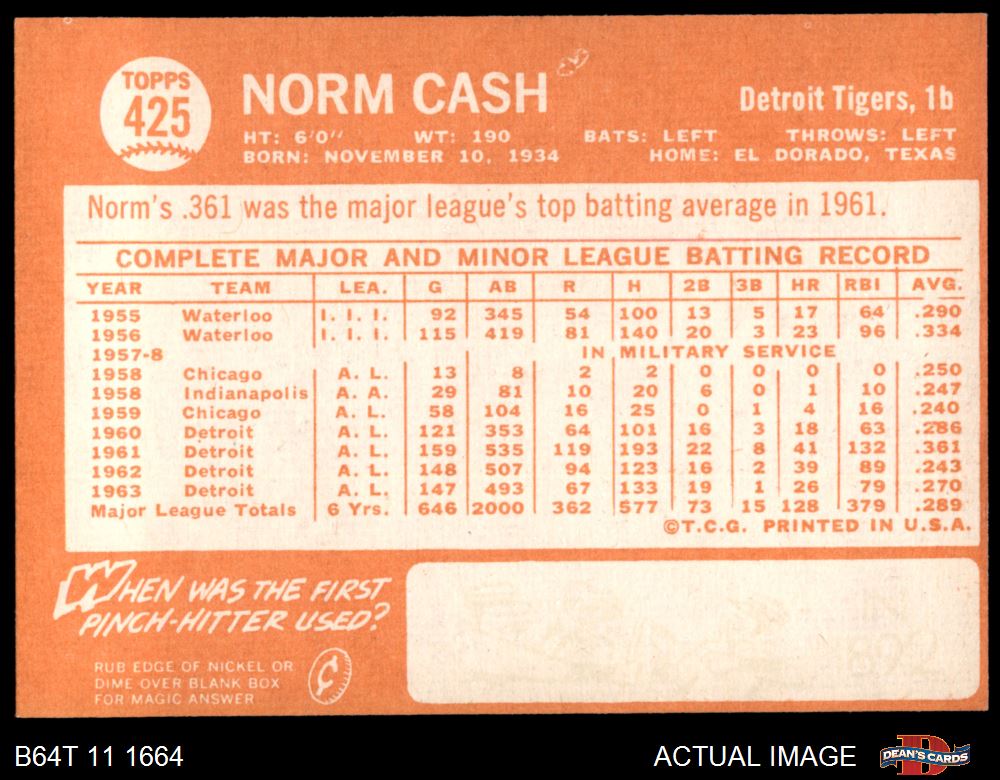 TOPPS
425
NORM CASH
Detroit Tigers, 1b
HT: 6'0" WT: 190 BATS: LEFT THROWS: LEFT
BORN: NOVEMBER 10, 1934 HOME: EL DORADO, TEXAS
Norm's .361 was the major league's top batting average in 1961.
COMPLETE MAJOR AND MINOR LEAGUE BATTING RECORD
YEAR TEAM LEA. G AB R H 2B 3B HR RBI AVG.
1955 Waterloo I. I. I. 92 345 54 100 13 5 17 64 .290
1956 Waterloo I. I. I. 115 419 81 140 20 3 23 96 .334
1957-8 IN MILITARY SERVICE
1958 Chicago A. L. 13 8 2 2 0 0 0 0 .250
1958 Indianapolis A. A. 29 81 10 20 6 0 1 10 .247
1959 Chicago A. L. 58 104 16 25 0 1 4 16 .240
1960 Detroit A. L. 121 353 64 101 16 3 18 63 .286
1961 Detroit A. L. 159 535 119 193 22 8 41 132 .361
1962 Detroit A. L. 148 507 94 123 16 2 39 89 .243
1963 Detroit A. L. 147 493 67 133 19 1 26 79 .270
Major League Totals 6 Yrs. 646 2000 362 577 73 15 128 379 .289
©T.C.G. PRINTED IN U.S.A.
WHEN WAS THE FIRST
PINCH-HITTER USED?
RUB EDGE OF NICKEL OR
DIME OVER BLANK BOX
FOR MAGIC ANSWER
B64T 11 1664
ACTUAL IMAGE
DEAN'S CARDS